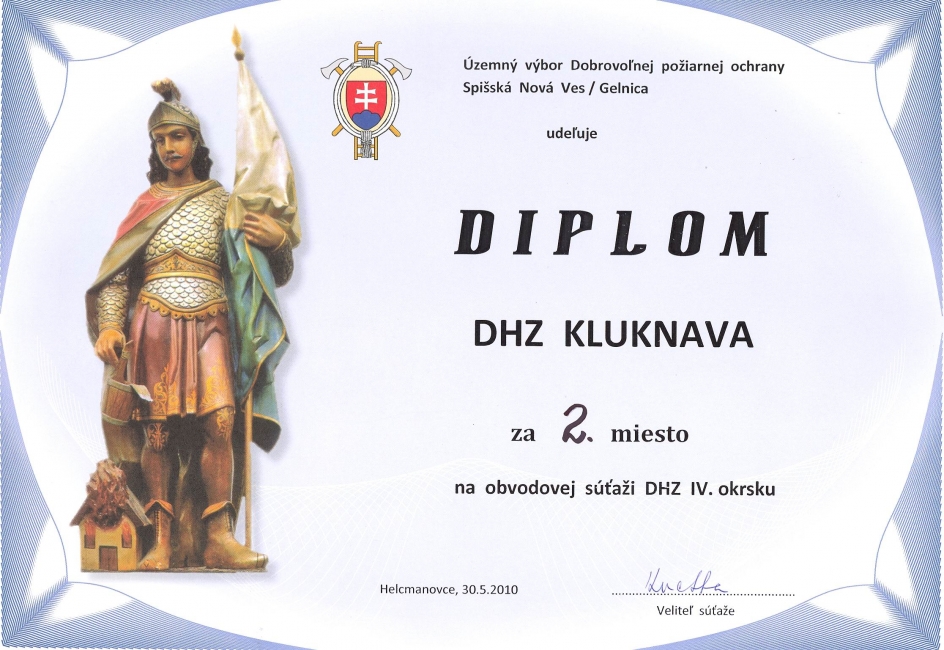 Územný výbor Dobrovoľnej požiarnej ochrany
Spišská Nová Ves / Gelnica
udeľuje
DIPLOM
DHZ KLUKNAVA
za 2. miesto
na obvodovej súťaži DHZ IV. okrsku
Helcmanovce, 30.5.2010
Veliteľ súťaže